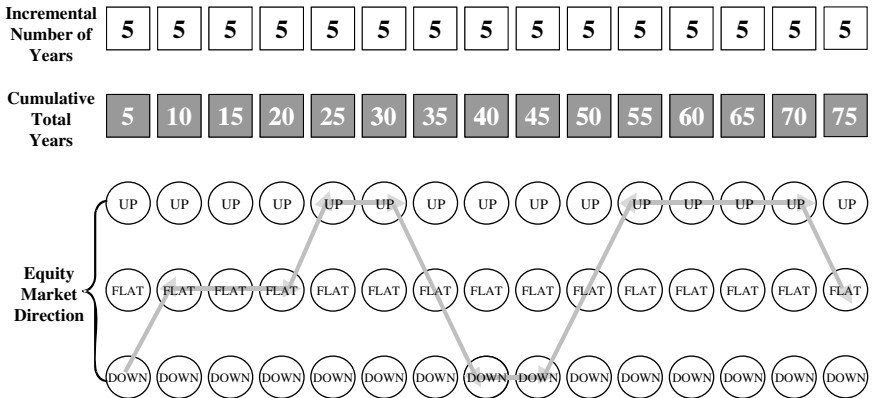 Incremental
Number of
Years
5 5 5 5 5 5 5 5 5 5 5 5 5 5 5
Cumulative
Total
Years
5 10 15 20 25 30 35 40 45 50 55 60 65 70 75
UP UP UP UP UP UP UP UP UP UP UP UP UP UP UP
Equity
Market
Direction
FLAT FLAT FLAT FLAT FLAT FLAT FLAT FLAT FLAT FLAT FLAT FLAT FLAT FLAT FLAT
DOWN DOWN DOWN DOWN DOWN DOWN DOWN DOWN DOWN DOWN DOWN DOWN DOWN DOWN DOWN